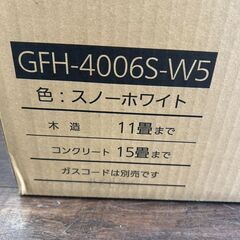 GFH-4006S-W5
色：スノーホワイト
木造 11畳まで
コンクリート 15畳まで
ガスコードは別売です